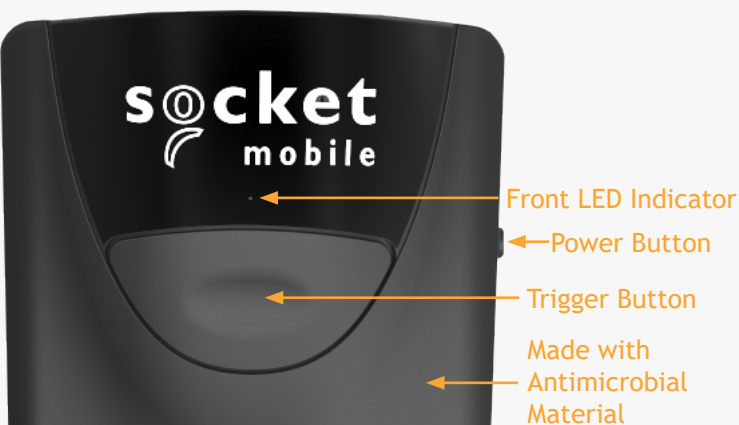 socket
mobile
Front LED Indicator
Power Button
Trigger Button
Made with
Antimicrobial
Material